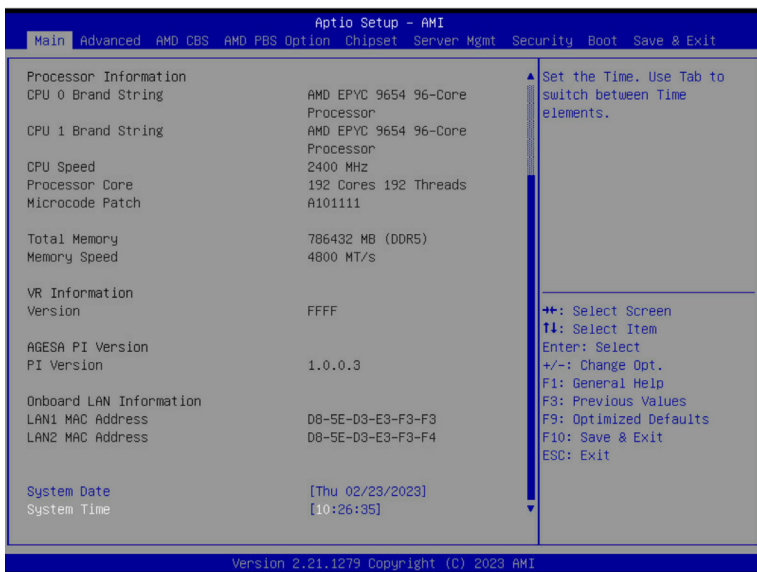 Aptio Setup - AMI
Main Advanced AMD CBS AMD PBS Option Chipset Server Mgmt Security Boot Save & Exit
Processor Information
CPU 0 Brand String AMD EPYC 9654 96-Core
Processor
CPU 1 Brand String AMD EPYC 9654 96-Core
Processor
CPU Speed 2400 MHz
Processor Core 192 Cores 192 Threads
Microcode Patch A101111
Total Memory 786432 MB (DDR5)
Memory Speed 4800 MT/s
VR Information
Version FFFF
AGESA PI Version
PI Version 1.0.0.3
Onboard LAN Information
LAN1 MAC Address D8-5E-D3-E3-F3-F3
LAN2 MAC Address D8-5E-D3-E3-F3-F4
System Date [Thu 02/23/2023]
System Time [10:26:35]
Set the Time. Use Tab to
switch between Time
elements.
→←: Select Screen
↑↓: Select Item
Enter: Select
+/-: Change Opt.
F1: General Help
F3: Previous Values
F9: Optimized Defaults
F10: Save & Exit
ESC: Exit
Version 2.21.1279 Copyright (C) 2023 AMI